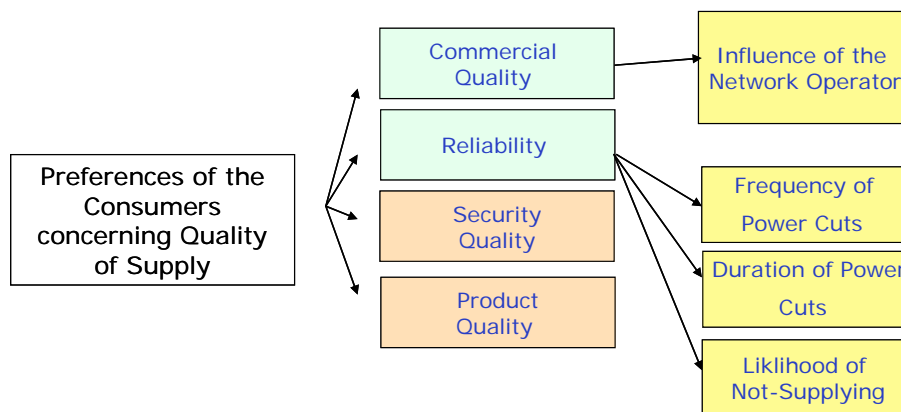 Preferences of the
Consumers
concerning Quality
of Supply
Commercial
Quality
Reliability
Security
Quality
Product
Quality
Influence of the
Network Operator
Frequency of
Power Cuts
Duration of Power
Cuts
Liklihood of
Not-Supplying